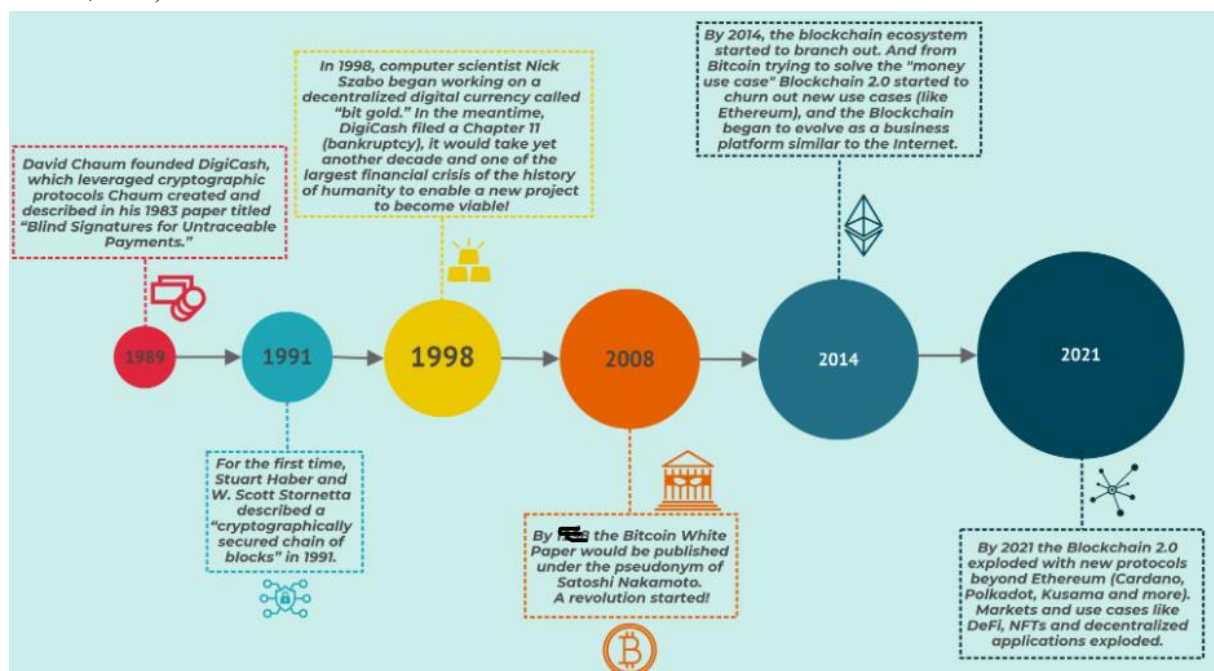 David Chaum founded DigiCash,
which leveraged cryptographic
protocols Chaum created and
described in his 1983 paper titled
“Blind Signatures for Untraceable
Payments.”
1989
1991
For the first time,
Stuart Haber and
W. Scott Stornetta
described a
“cryptographically
secured chain of
blocks” in 1991.
In 1998, computer scientist Nick
Szabo began working on a
decentralized digital currency called
“bit gold.” In the meantime,
DigiCash filed a Chapter 11
(bankruptcy), it would take yet
another decade and one of the
largest financial crisis of the history
of humanity to enable a new project
to become viable!
1998
2008
By the Bitcoin White
Paper would be published
under the pseudonym of
Satoshi Nakamoto.
A revolution started!
By 2014, the blockchain ecosystem
started to branch out. And from
Bitcoin trying to solve the "money
use case" Blockchain 2.0 started to
churn out new use cases (like
Ethereum), and the Blockchain
began to evolve as a business
platform similar to the Internet.
2014
2021
By 2021 the Blockchain 2.0
exploded with new protocols
beyond Ethereum (Cardano,
Polkadot, Kusama and more).
Markets and use cases like
DeFi, NFTs and decentralized
applications exploded.